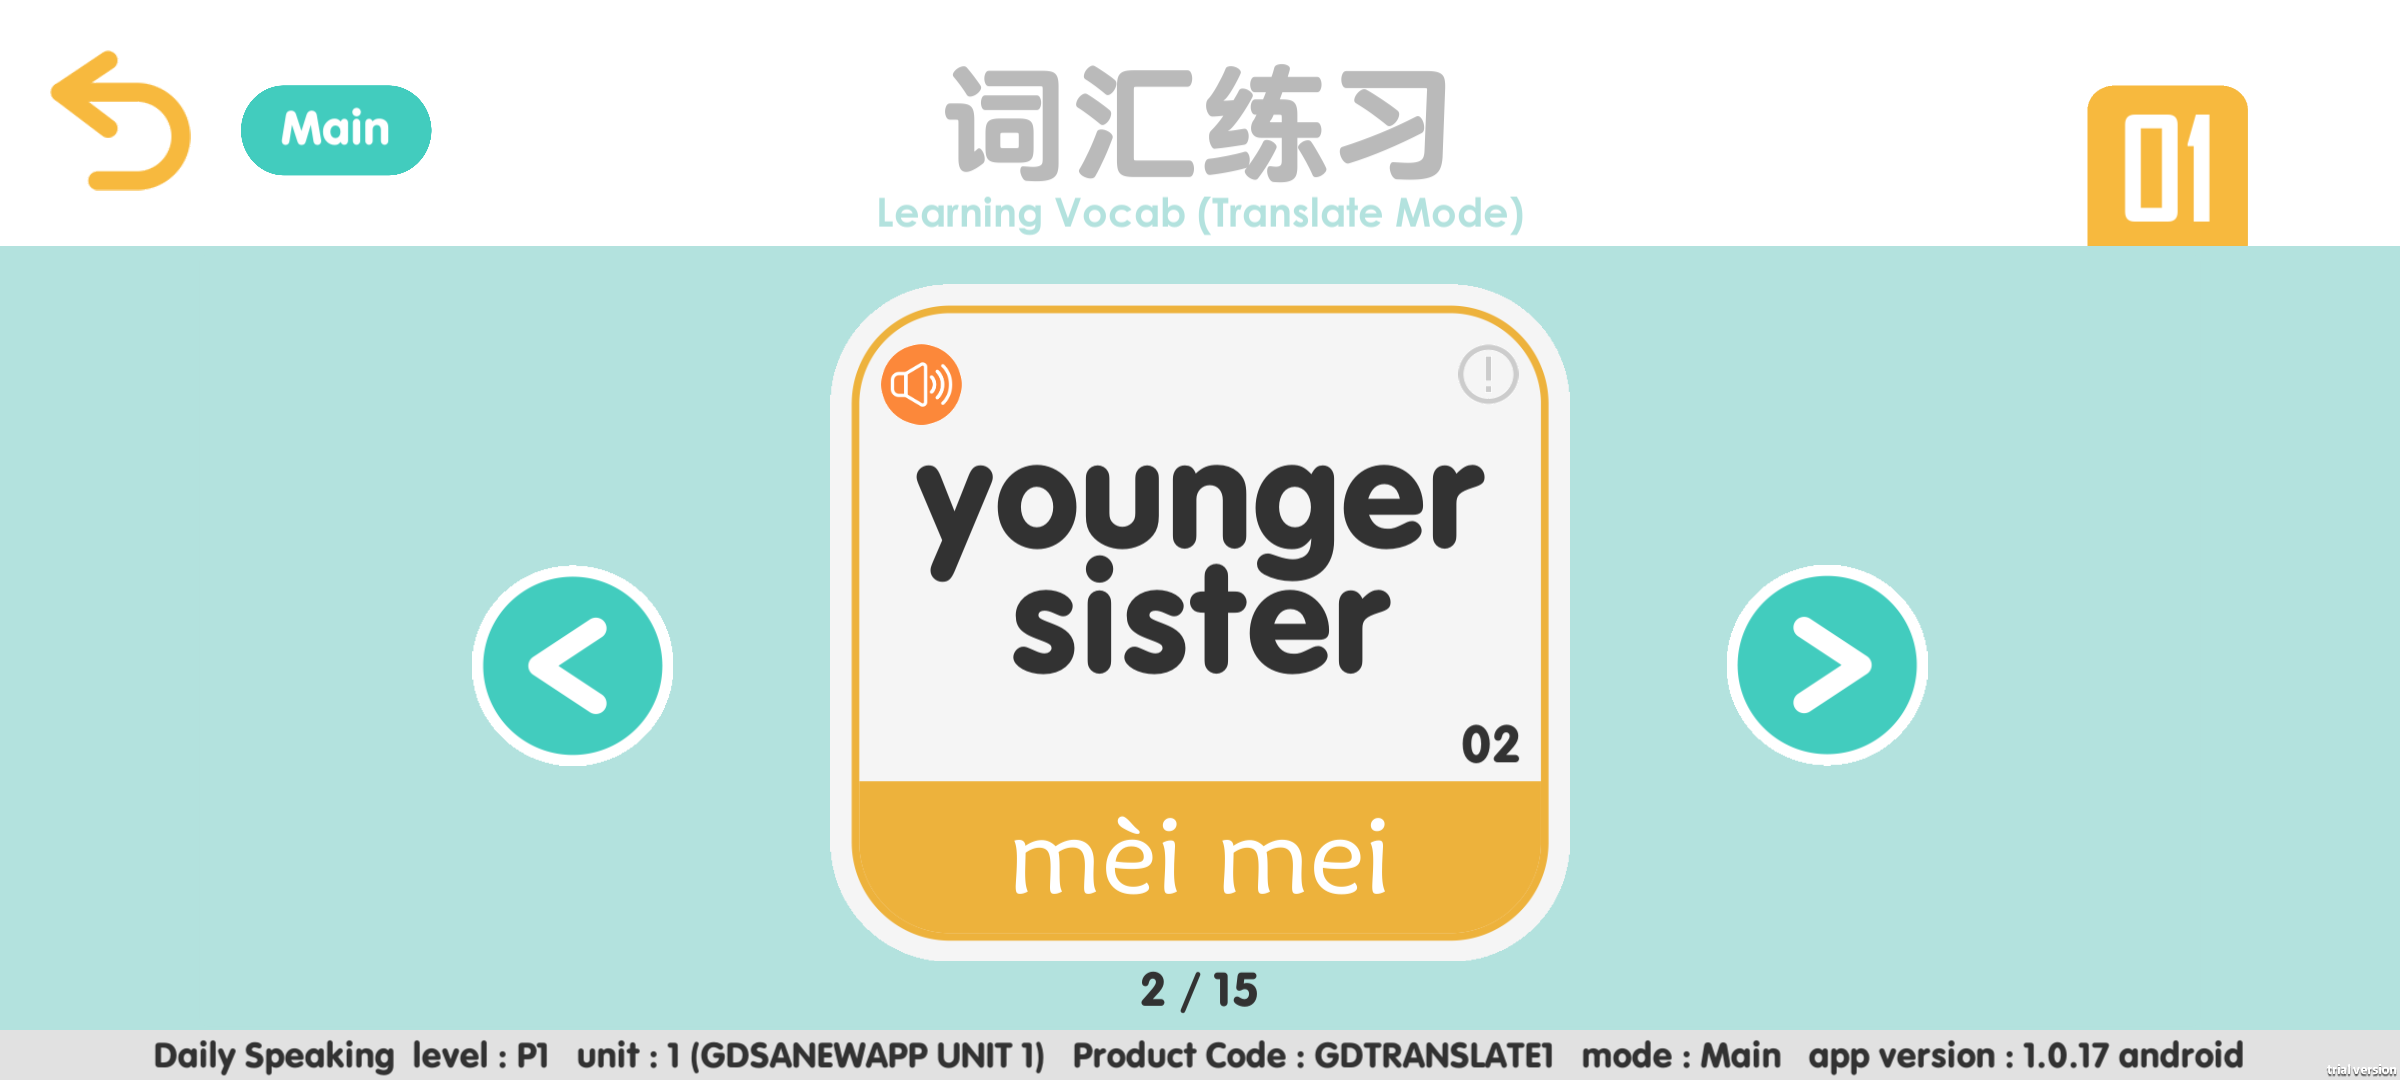 Main
词汇练习
Learning Vocab (Translate Mode)
01
younger
sister
02
mèi mei
2 / 15
Daily Speaking level : P1 unit : 1 (GDSANEWAPP UNIT 1) Product Code : GDTRANSLATE1 mode : Main app version : 1.0.17 android
trial version